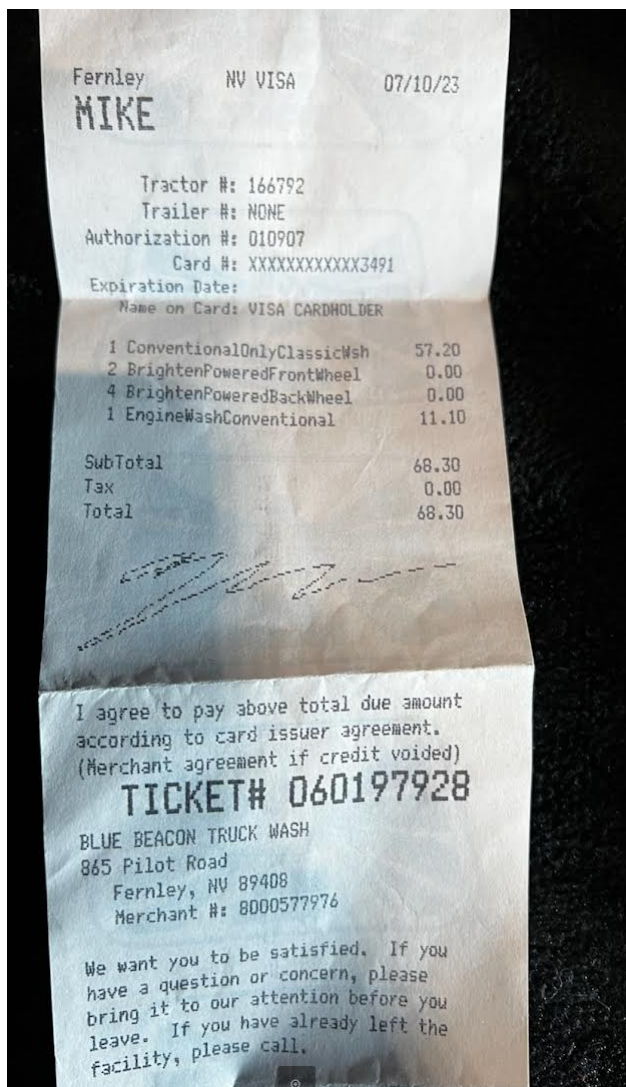 Fernley NV VISA 07/10/23
MIKE
Tractor #: 166792
Trailer #: NONE
Authorization #: 010907
Card #: XXXXXXXXXXXX3491
Expiration Date:
Name on Card: VISA CARDHOLDER
1 ConventionalOnlyClassicWsh 57.20
2 BrightenPoweredFrontWheel 0.00
4 BrightenPoweredBackWheel 0.00
1 EngineWashConventional 11.10
SubTotal 68.30
Tax 0.00
Total 68.30
I agree to pay above total due amount
according to card issuer agreement.
(Merchant agreement if credit voided)
TICKET# 060197928
BLUE BEACON TRUCK WASH
865 Pilot Road
Fernley, NV 89408
Merchant #: 8000577976
We want you to be satisfied. If you
have a question or concern, please
bring it to our attention before you
leave. If you have already left the
facility, please call.